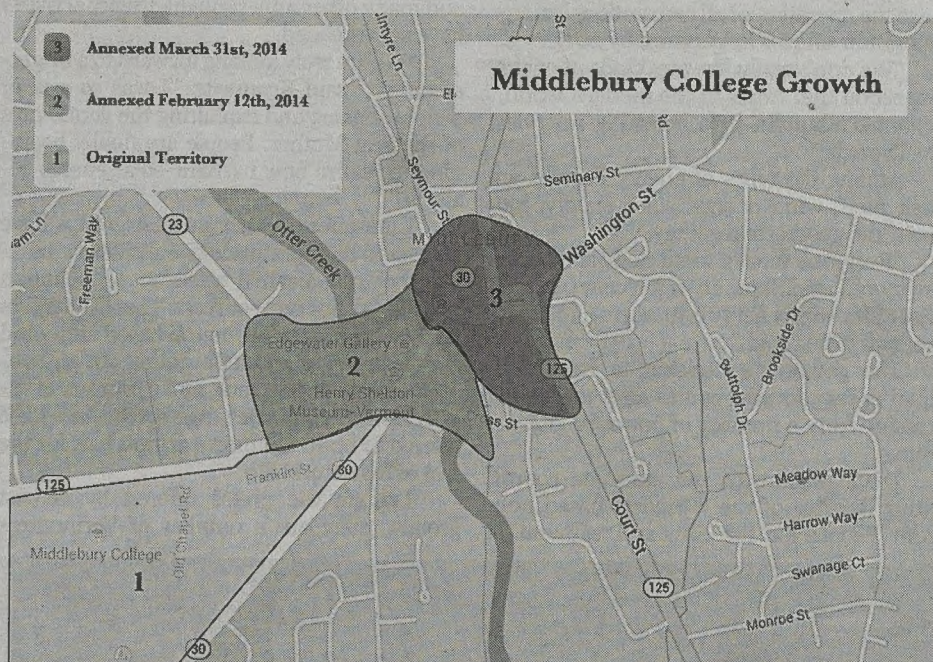 3 Annexed March 31st, 2014
2 Annexed February 12th, 2014
1 Original Territory
Middlebury College Growth
Seminary St
Seymour St
Washington St
23
Otter Creek
Freeman Way
30
3
Edgewater Gallery
2
Henry Sheldon
Museum-Vermont
125
ss St
Buttolph Dr
Brookside Dr
Franklin St
30
125
Old Chapel Rd
Middlebury College
1
Court St
Meadow Way
Harrow Way
Swanage Ct
125
Monroe St
30